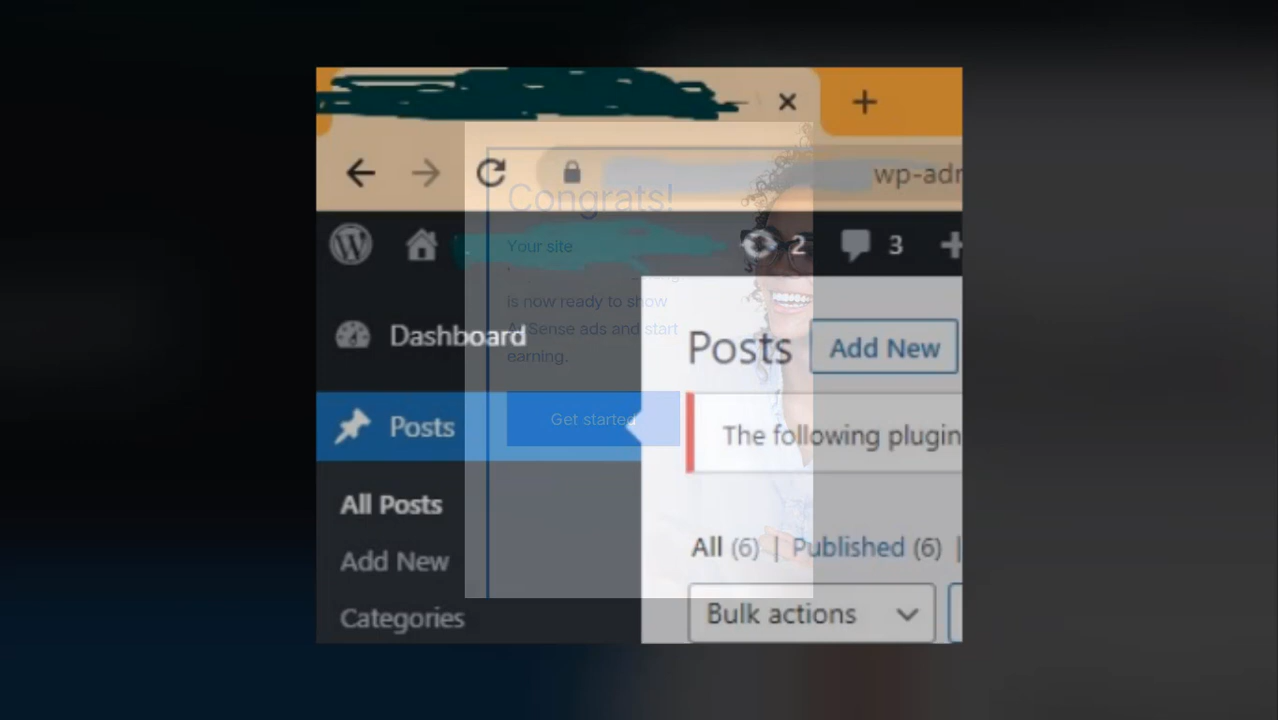 wp-adm
2
3
Congrats!
Your site
is now ready to show
AdSense ads and start
earning.
Get started
Dashboard
Posts
All Posts
Add New
Categories
Posts
Add New
The following plugin
All (6) | Published (6) |
Bulk actions